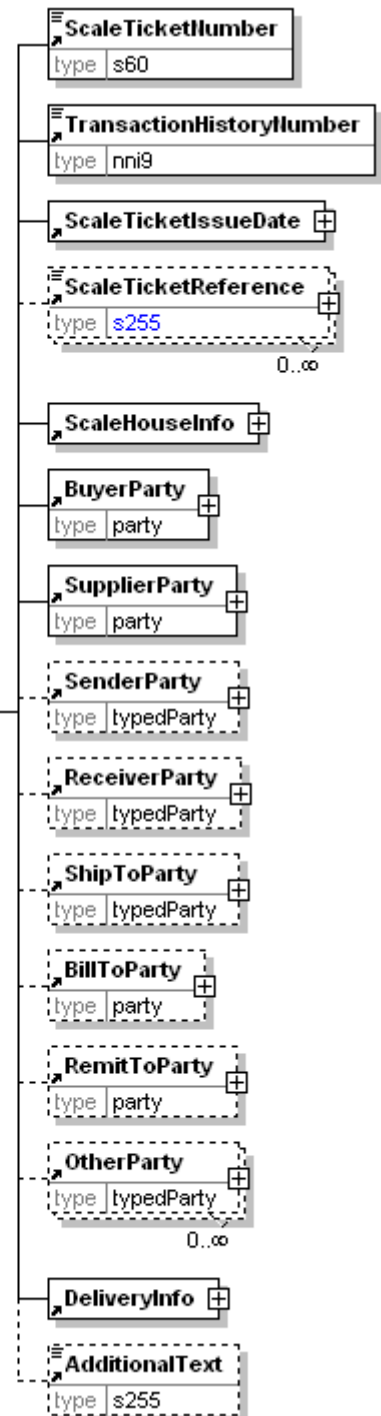 ScaleTicketNumber
type s60
TransactionHistoryNumber
type nni9
ScaleTicketIssueDate
ScaleTicketReference
type s255
0..∞
ScaleHouseInfo
BuyerParty
type party
SupplierParty
type party
SenderParty
type typedParty
ReceiverParty
type typedParty
ShipToParty
type typedParty
BillToParty
type party
RemitToParty
type party
OtherParty
type typedParty
0..∞
DeliveryInfo
AdditionalText
type s255